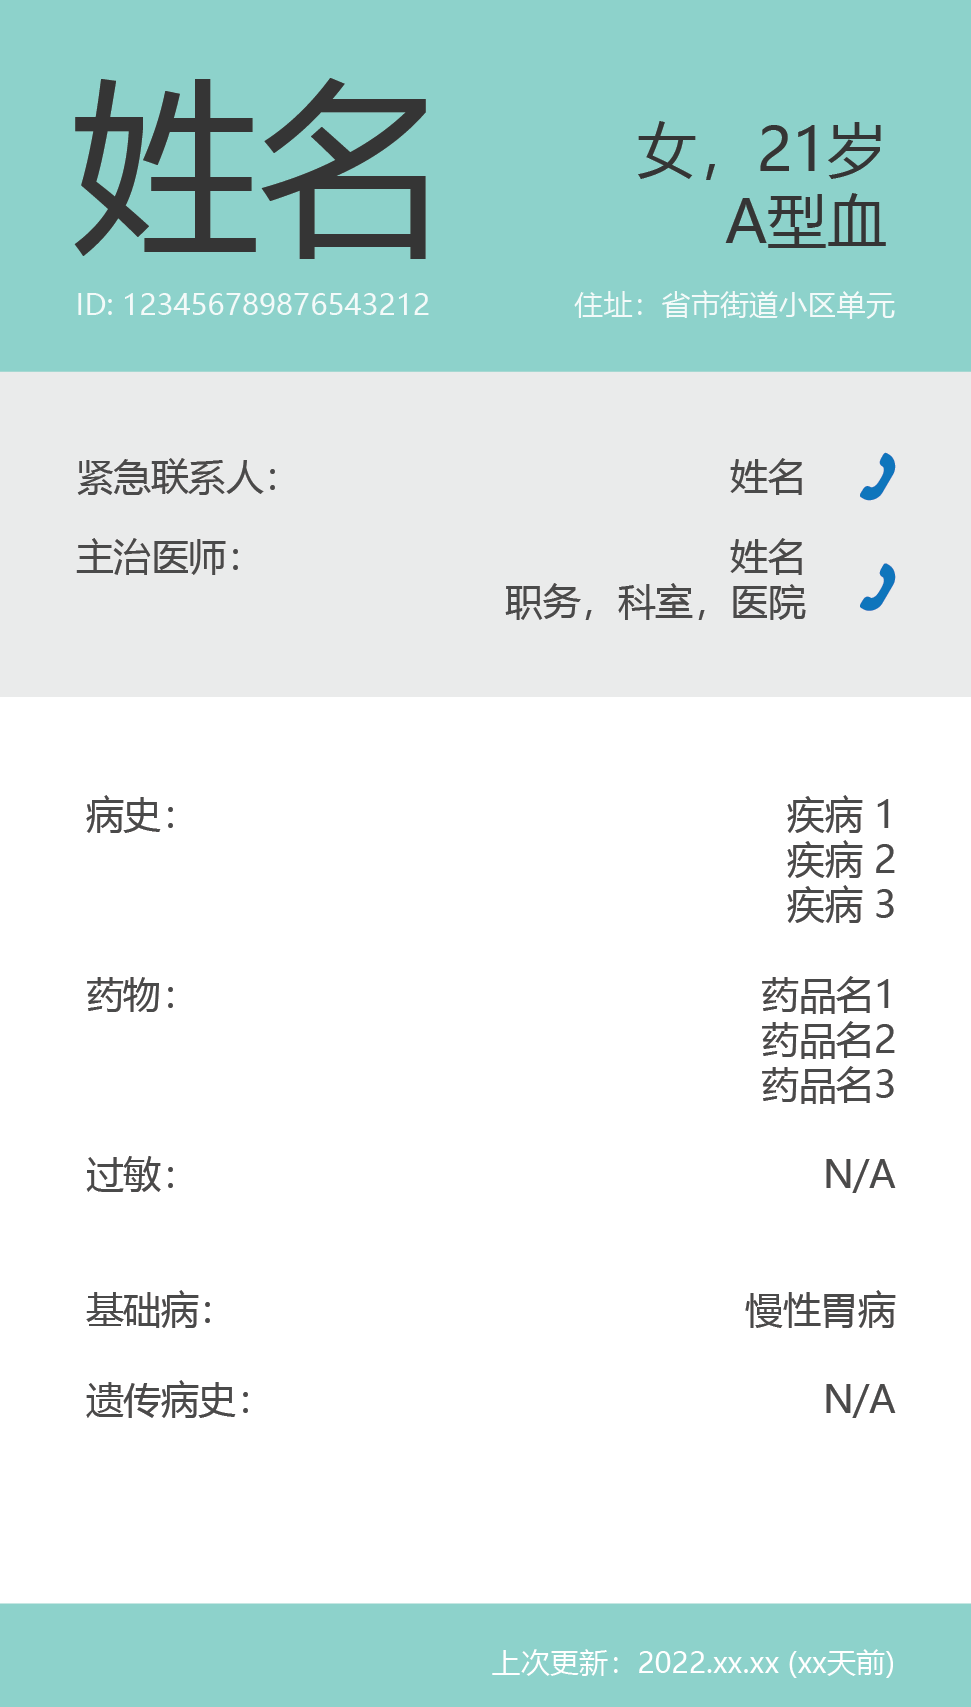 姓名
女，21岁
A型血
ID: 123456789876543212
住址：省市街道小区单元
紧急联系人：
姓名
主治医师：
姓名
职务，科室，医院
病史：
疾病 1
疾病 2
疾病 3
药物：
药品名1
药品名2
药品名3
过敏：
N/A
基础病：
慢性胃病
遗传病史：
N/A
上次更新：2022.xx.xx (xx天前)